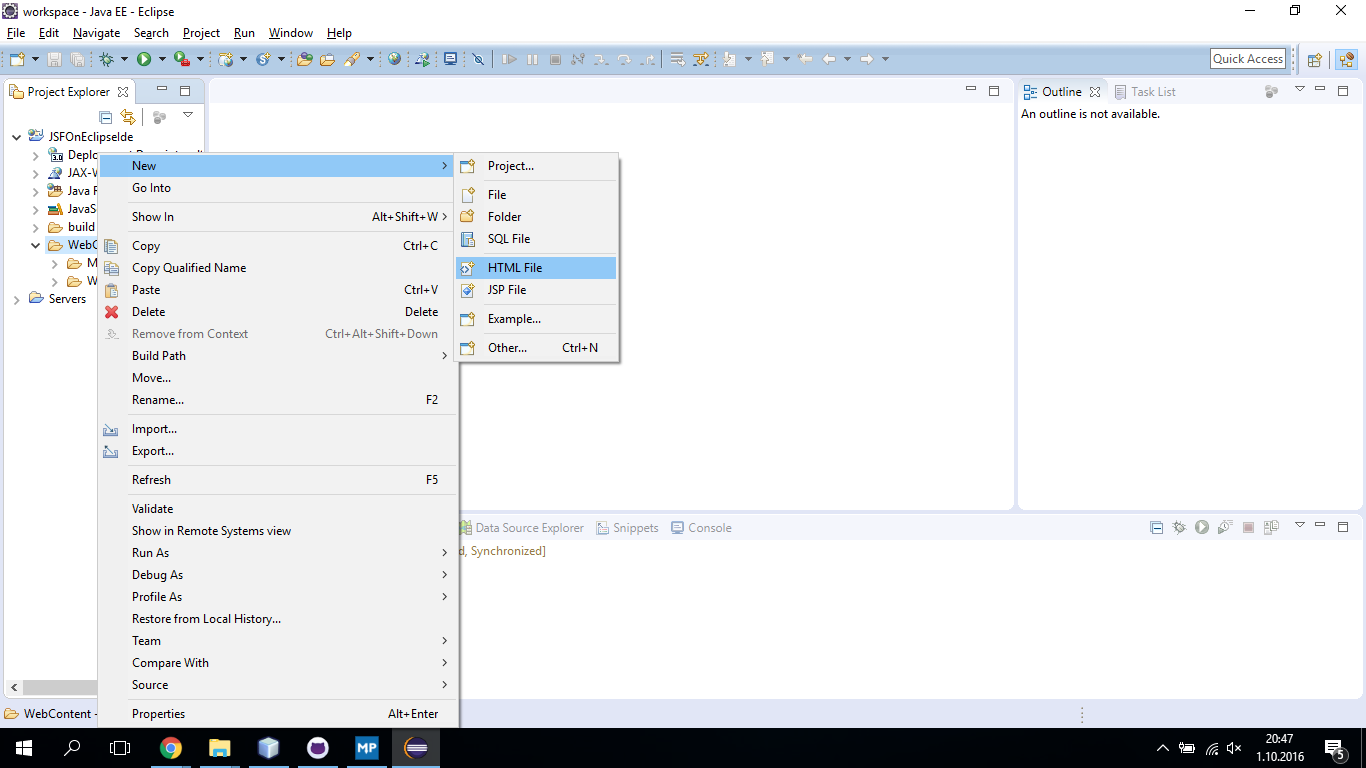 workspace - Java EE - Eclipse
File Edit Navigate Search Project Run Window Help
Quick Access
Project Explorer
JSFOnEclipseIde
3.0
JAX-W
build
Servers
New
Go Into
Show In Alt+Shift+W
Copy Ctrl+C
Copy Qualified Name
Paste Ctrl+V
Delete Delete
Remove from Context Ctrl+Alt+Shift+Down
Build Path
Move...
Rename... F2
Import...
Export...
Refresh F5
Validate
Show in Remote Systems view
Run As
Debug As
Profile As
Restore from Local History...
Team
Compare With
Source
Properties Alt+Enter
Project...
File
Folder
SQL File
HTML File
JSP File
Example...
Other... Ctrl+N
Outline Task List
An outline is not available.
Data Source Explorer Snippets Console
d, Synchronized]
WebContent -
MP
20:47
1.10.2016
5